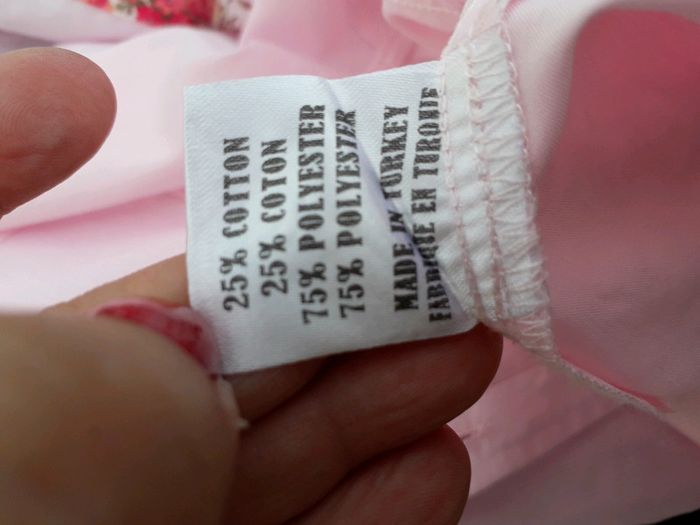 25% COTTON
25% COTON
75% POLYESTER
75% POLYESTER
MADE IN TURKEY
FABRIQUE EN TURQUIE